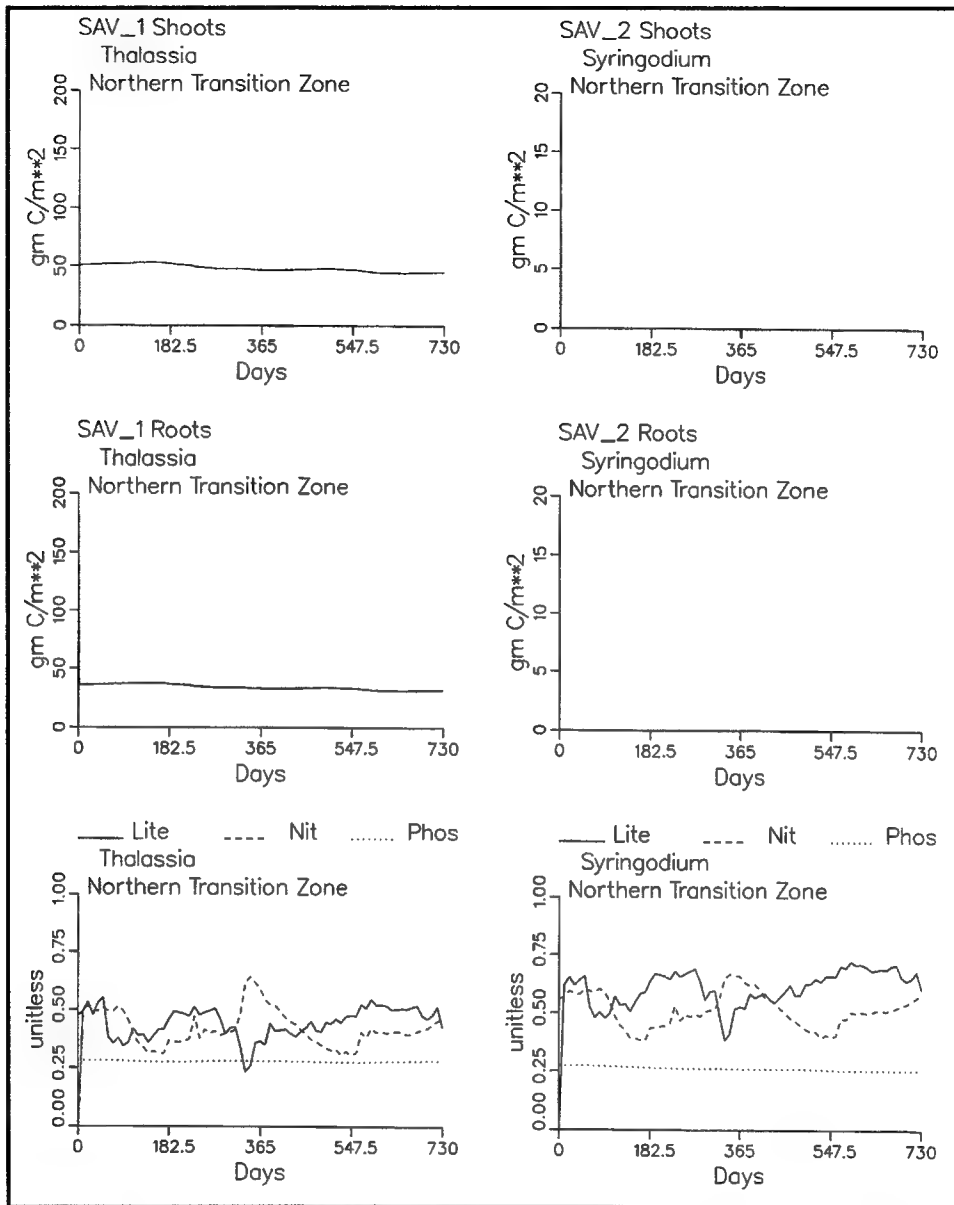 SAV_1 Shoots
Thalassia
Northern Transition Zone
gm C/m**2
200
150
100
50
0
0 182.5 365 547.5 730
Days
SAV_2 Shoots
Syringodium
Northern Transition Zone
gm C/m**2
20
15
10
5
0
0 182.5 365 547.5 730
Days
SAV_1 Roots
Thalassia
Northern Transition Zone
gm C/m**2
200
150
100
50
0
0 182.5 365 547.5 730
Days
SAV_2 Roots
Syringodium
Northern Transition Zone
gm C/m**2
20
15
10
5
0
0 182.5 365 547.5 730
Days
Lite Nit Phos
Thalassia
Northern Transition Zone
unitless
1.00
0.75
0.50
0.25
0.00
0 182.5 365 547.5 730
Days
Lite Nit Phos
Syringodium
Northern Transition Zone
1.00
0.75
0.50
0.25
0.00
0 182.5 365 547.5 730
Days